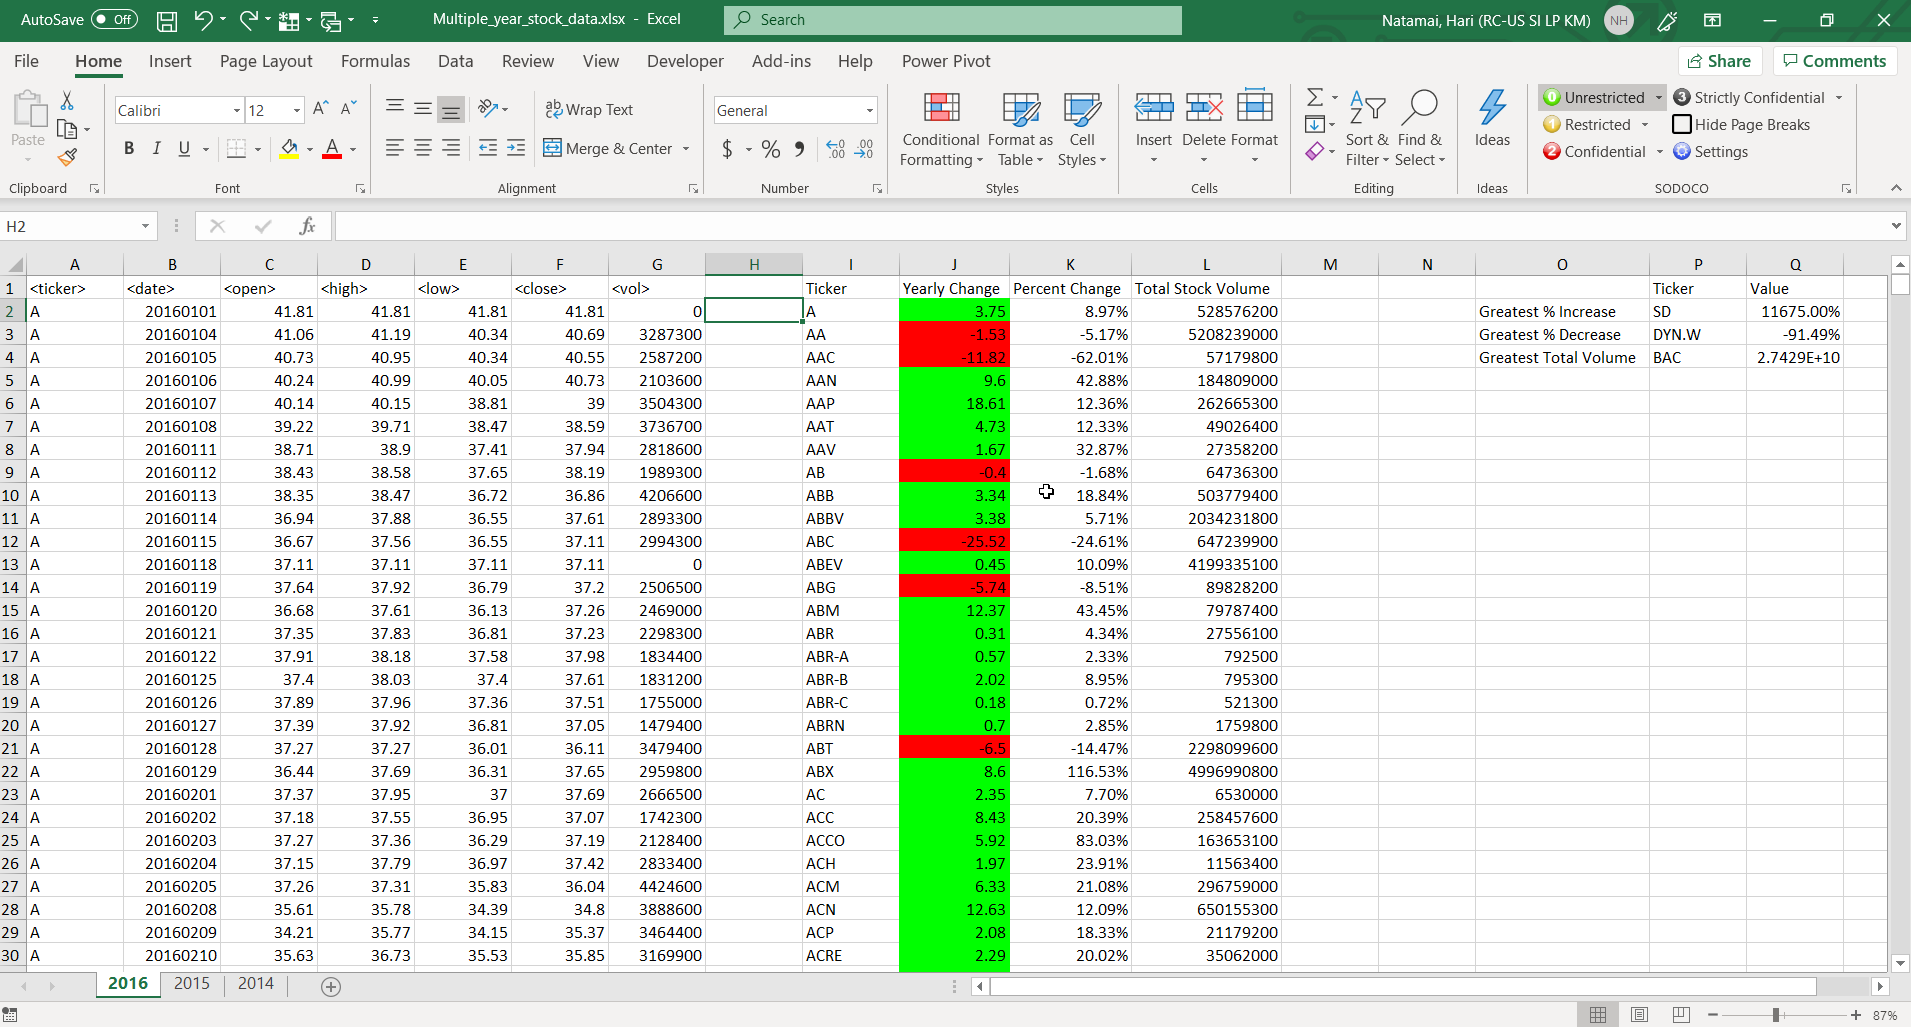 AutoSave Off Multiple_year_stock_data.xlsx - Excel Search Natamai, Hari (RC-US SI LP KM) NH
File Home Insert Page Layout Formulas Data Review View Developer Add-ins Help Power Pivot Share Comments
Calibri 12 Wrap Text General 0 Unrestricted 3 Strictly Confidential
Paste Conditional Formatting Format as Table Cell Styles Insert Delete Format Sort & Filter Find & Select Ideas 1 Restricted Hide Page Breaks
B I U A Merge & Center $ % 2 Confidential Settings
Clipboard Font Alignment Number Styles Cells Editing Ideas SODOCO
H2 fx
A B C D E F G H I J K L M N O P Q
1 <ticker> <date> <open> <high> <low> <close> <vol> Ticker Yearly Change Percent Change Total Stock Volume Ticker Value
2 A 20160101 41.81 41.81 41.81 41.81 0 A 3.75 8.97% 528576200 Greatest % Increase SD 11675.00%
3 A 20160104 41.06 41.19 40.34 40.69 3287300 AA -1.53 -5.17% 5208239000 Greatest % Decrease DYN.W -91.49%
4 A 20160105 40.73 40.95 40.34 40.55 2587200 AAC -11.82 -62.01% 57179800 Greatest Total Volume BAC 2.7429E+10
5 A 20160106 40.24 40.99 40.05 40.73 2103600 AAN 9.6 42.88% 184809000
6 A 20160107 40.14 40.15 38.81 39 3504300 AAP 18.61 12.36% 262665300
7 A 20160108 39.22 39.71 38.47 38.59 3736700 AAT 4.73 12.33% 49026400
8 A 20160111 38.71 38.9 37.41 37.94 2818600 AAV 1.67 32.87% 27358200
9 A 20160112 38.43 38.58 37.65 38.19 1989300 AB -0.4 -1.68% 64736300
10 A 20160113 38.35 38.47 36.72 36.86 4206600 ABB 3.34 18.84% 503779400
11 A 20160114 36.94 37.88 36.55 37.61 2893300 ABBV 3.38 5.71% 2034231800
12 A 20160115 36.67 37.56 36.55 37.11 2994300 ABC -25.52 -24.61% 647239900
13 A 20160118 37.11 37.11 37.11 37.11 0 ABEV 0.45 10.09% 4199335100
14 A 20160119 37.64 37.92 36.79 37.2 2506500 ABG -5.74 -8.51% 89828200
15 A 20160120 36.68 37.61 36.13 37.26 2469000 ABM 12.37 43.45% 79787400
16 A 20160121 37.35 37.83 36.81 37.23 2298300 ABR 0.31 4.34% 27556100
17 A 20160122 37.91 38.18 37.58 37.98 1834400 ABR-A 0.57 2.33% 792500
18 A 20160125 37.4 38.03 37.4 37.61 1831200 ABR-B 2.02 8.95% 795300
19 A 20160126 37.89 37.96 37.36 37.51 1755000 ABR-C 0.18 0.72% 521300
20 A 20160127 37.39 37.92 36.81 37.05 1479400 ABRN 0.7 2.85% 1759800
21 A 20160128 37.27 37.27 36.01 36.11 3479400 ABT -6.5 -14.47% 2298099600
22 A 20160129 36.44 37.69 36.31 37.65 2959800 ABX 8.6 116.53% 4996990800
23 A 20160201 37.37 37.95 37 37.69 2666500 AC 2.35 7.70% 6530000
24 A 20160202 37.18 37.55 36.95 37.07 1742300 ACC 8.43 20.39% 258457600
25 A 20160203 37.27 37.36 36.29 37.19 2128400 ACCO 5.92 83.03% 163653100
26 A 20160204 37.15 37.79 36.97 37.42 2833400 ACH 1.97 23.91% 11563400
27 A 20160205 37.26 37.31 35.83 36.04 4424600 ACM 6.33 21.08% 296759000
28 A 20160208 35.61 35.78 34.39 34.8 3888600 ACN 12.63 12.09% 650155300
29 A 20160209 34.21 35.77 34.15 35.37 3464400 ACP 2.08 18.33% 21179200
30 A 20160210 35.63 36.73 35.53 35.85 3169900 ACRE 2.29 20.02% 35062000
2016 2015 2014
87%